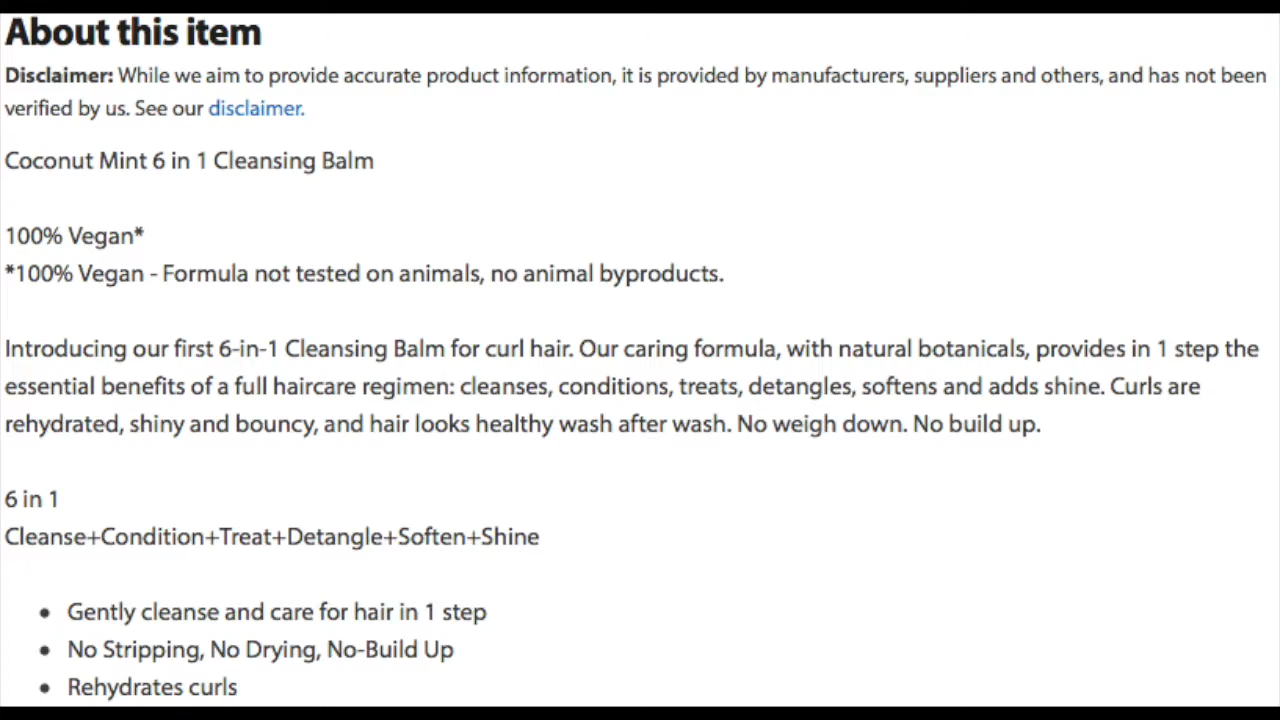 About this item
Disclaimer: While we aim to provide accurate product information, it is provided by manufacturers, suppliers and others, and has not been
verified by us. See our disclaimer.
Coconut Mint 6 in 1 Cleansing Balm
100% Vegan*
*100% Vegan - Formula not tested on animals, no animal byproducts.
Introducing our first 6-in-1 Cleansing Balm for curl hair. Our caring formula, with natural botanicals, provides in 1 step the
essential benefits of a full haircare regimen: cleanses, conditions, treats, detangles, softens and adds shine. Curls are
rehydrated, shiny and bouncy, and hair looks healthy wash after wash. No weigh down. No build up.
6 in 1
Cleanse+Condition+Treat+Detangle+Soften+Shine
• Gently cleanse and care for hair in 1 step
• No Stripping, No Drying, No-Build Up
• Rehydrates curls